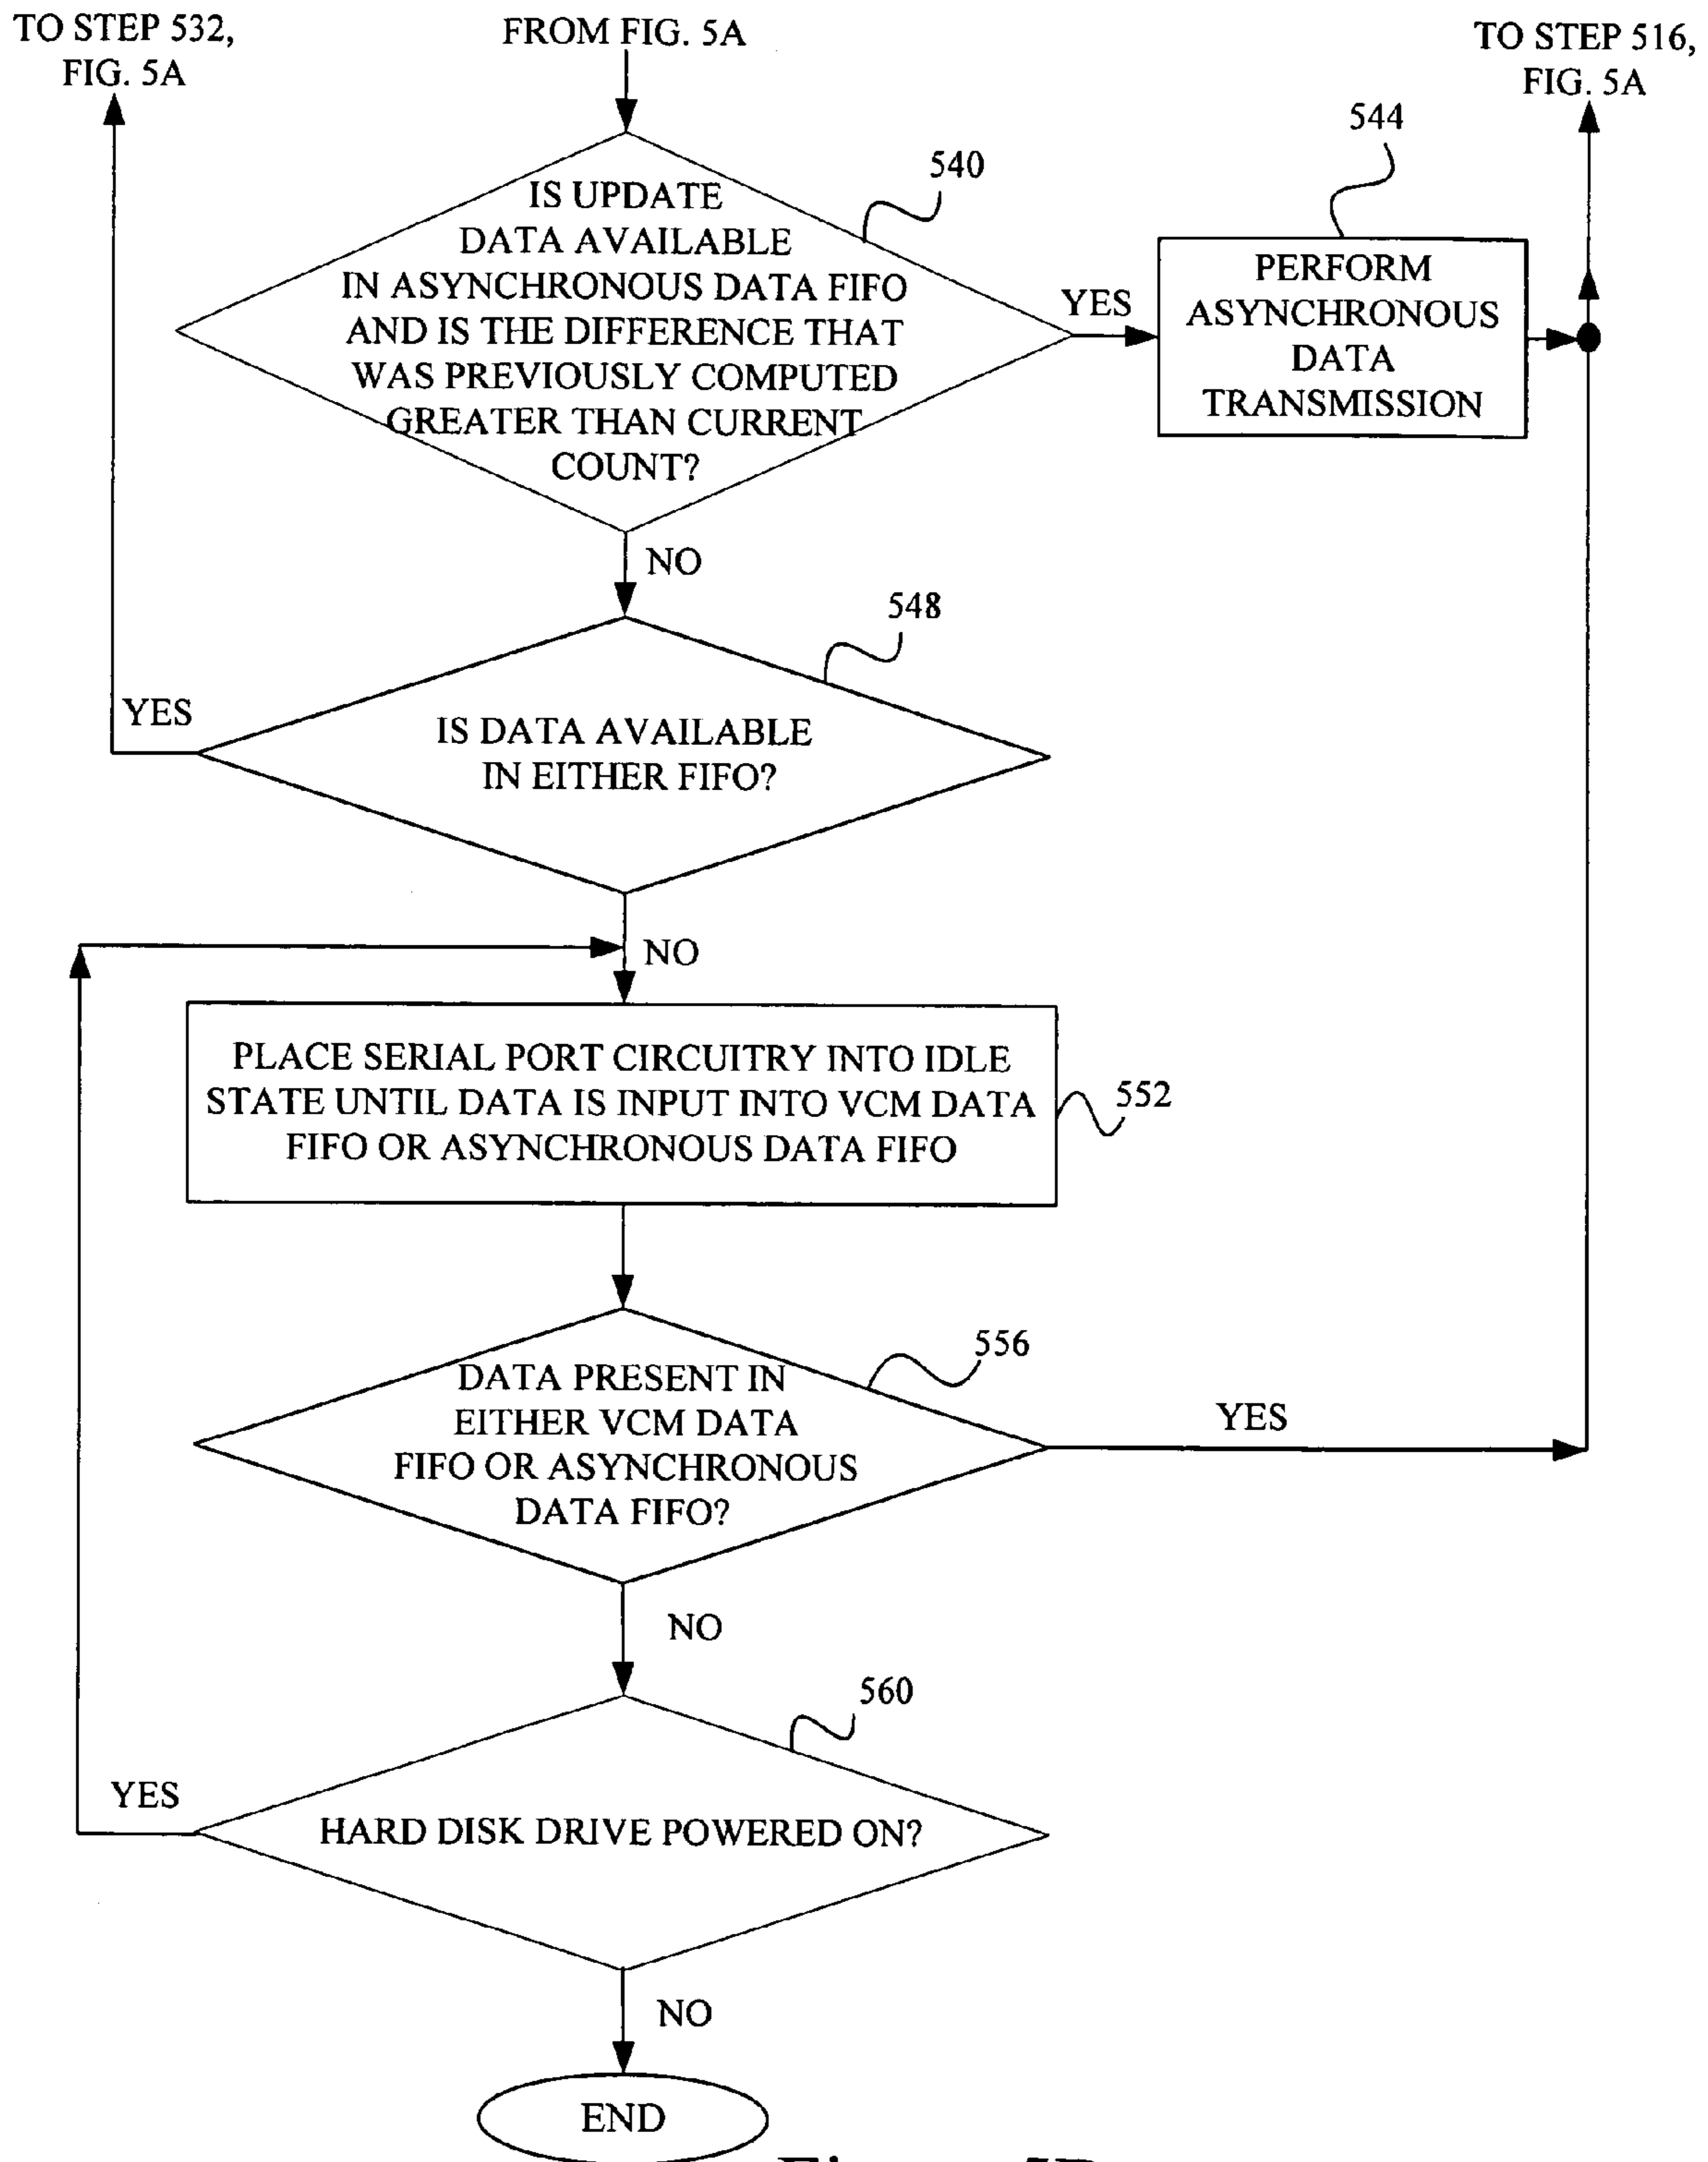 TO STEP 532,
FIG. 5A
FROM FIG. 5A
TO STEP 516,
FIG. 5A
544
540
IS UPDATE
DATA AVAILABLE
IN ASYNCHRONOUS DATA FIFO
AND IS THE DIFFERENCE THAT
WAS PREVIOUSLY COMPUTED
GREATER THAN CURRENT
COUNT?
YES
PERFORM
ASYNCHRONOUS
DATA
TRANSMISSION
NO
548
YES
IS DATA AVAILABLE
IN EITHER FIFO?
NO
PLACE SERIAL PORT CIRCUITRY INTO IDLE
STATE UNTIL DATA IS INPUT INTO VCM DATA
FIFO OR ASYNCHRONOUS DATA FIFO
552
556
DATA PRESENT IN
EITHER VCM DATA
FIFO OR ASYNCHRONOUS
DATA FIFO?
YES
NO
560
YES
HARD DISK DRIVE POWERED ON?
NO
END